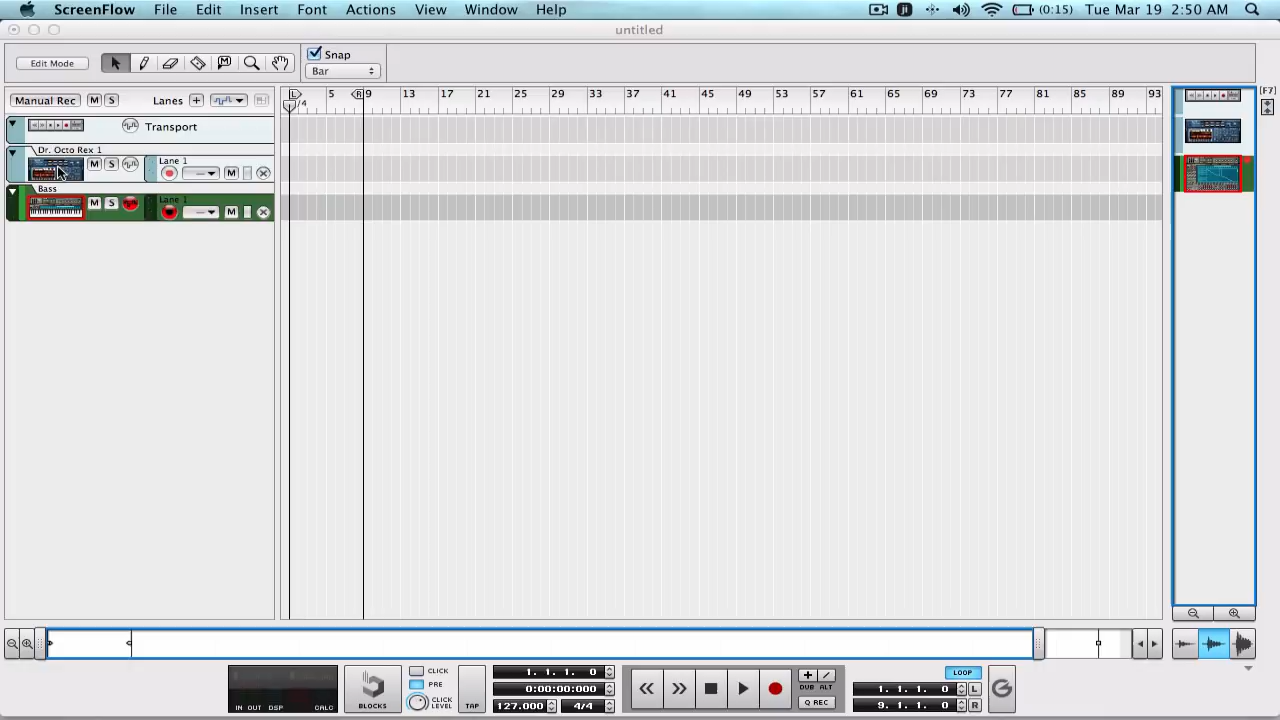 ScreenFlow File Edit Insert Font Actions View Window Help (0:15) Tue Mar 19 2:50 AM
untitled
Edit Mode Snap
Bar
[F7]
Manual Rec M S Lanes + L 5 R 9 13 17 21 25 29 33 37 41 45 49 53 57 61 65 69 73 77 81 85 89 93
/4
Transport
Dr. Octo Rex 1
M S Lane 1
M
Bass
M S Lane 1
M
CLICK
PRE
CLICK LEVEL
TAP
1. 1. 1. 0
0:00:00:000
127.000 4/4
DUB ALT
Q REC
LOOP
1. 1. 1. 0 L
9. 1. 1. 0 R
IN OUT DSP CALC BLOCKS